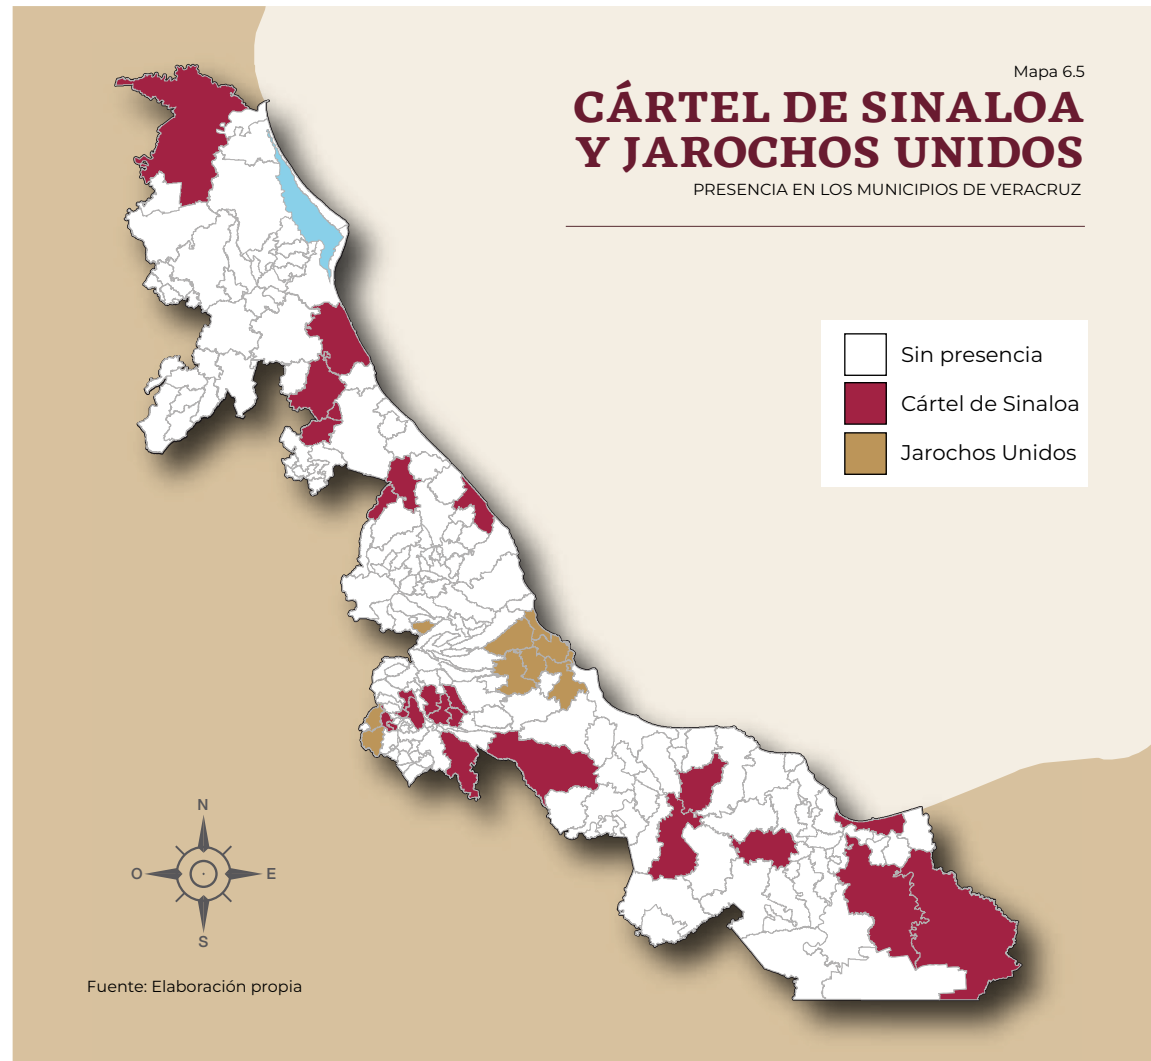 Mapa 6.5
CÁRTEL DE SINALOA
Y JAROCHOS UNIDOS
PRESENCIA EN LOS MUNICIPIOS DE VERACRUZ
Sin presencia
Cártel de Sinaloa
Jarochos Unidos
N
O
E
S
Fuente: Elaboración propia